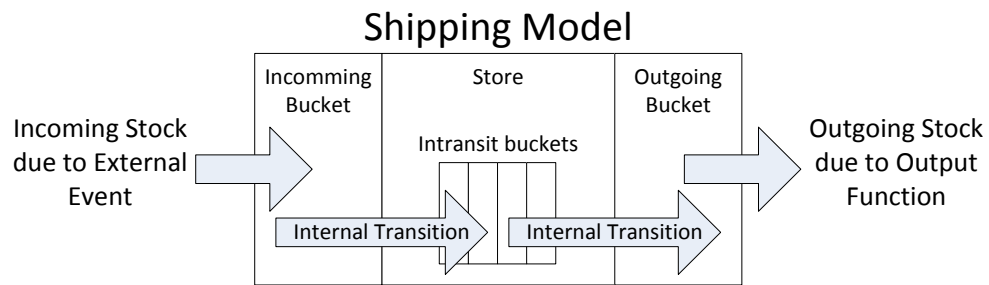 Shipping Model
Incomming
Bucket
Store
Outgoing
Bucket
Incoming Stock
due to External
Event
Intransit buckets
Outgoing Stock
due to Output
Function
Internal Transition
Internal Transition